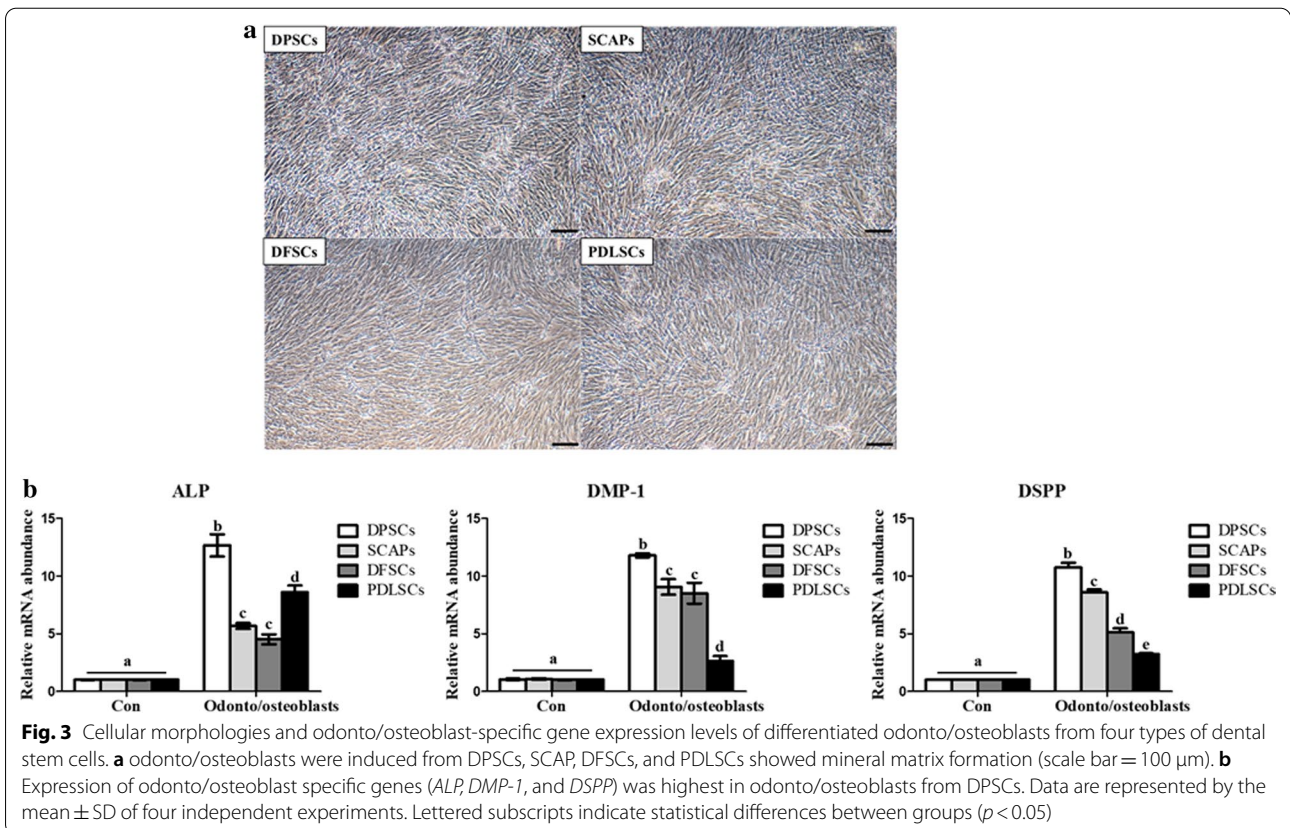 a
DPSCs
SCAPs
DFSCs
PDLSCs
b
ALP
Relative mRNA abundance
15
10
5
0
a
b
c
c
d
Con
Odonto/osteoblasts
DPSCs
SCAPs
DFSCs
PDLSCs
DMP-1
Relative mRNA abundance
15
10
5
0
a
b
c
c
d
Con
Odonto/osteoblasts
DPSCs
SCAPs
DFSCs
PDLSCs
DSPP
Relative mRNA abundance
15
10
5
0
a
b
c
d
e
Con
Odonto/osteoblasts
DPSCs
SCAPs
DFSCs
PDLSCs
Fig. 3 Cellular morphologies and odonto/osteoblast-specific gene expression levels of differentiated odonto/osteoblasts from four types of dental
stem cells. a odonto/osteoblasts were induced from DPSCs, SCAP, DFSCs, and PDLSCs showed mineral matrix formation (scale bar = 100 µm). b
Expression of odonto/osteoblast specific genes (ALP, DMP-1, and DSPP) was highest in odonto/osteoblasts from DPSCs. Data are represented by the
mean ± SD of four independent experiments. Lettered subscripts indicate statistical differences between groups (p < 0.05)